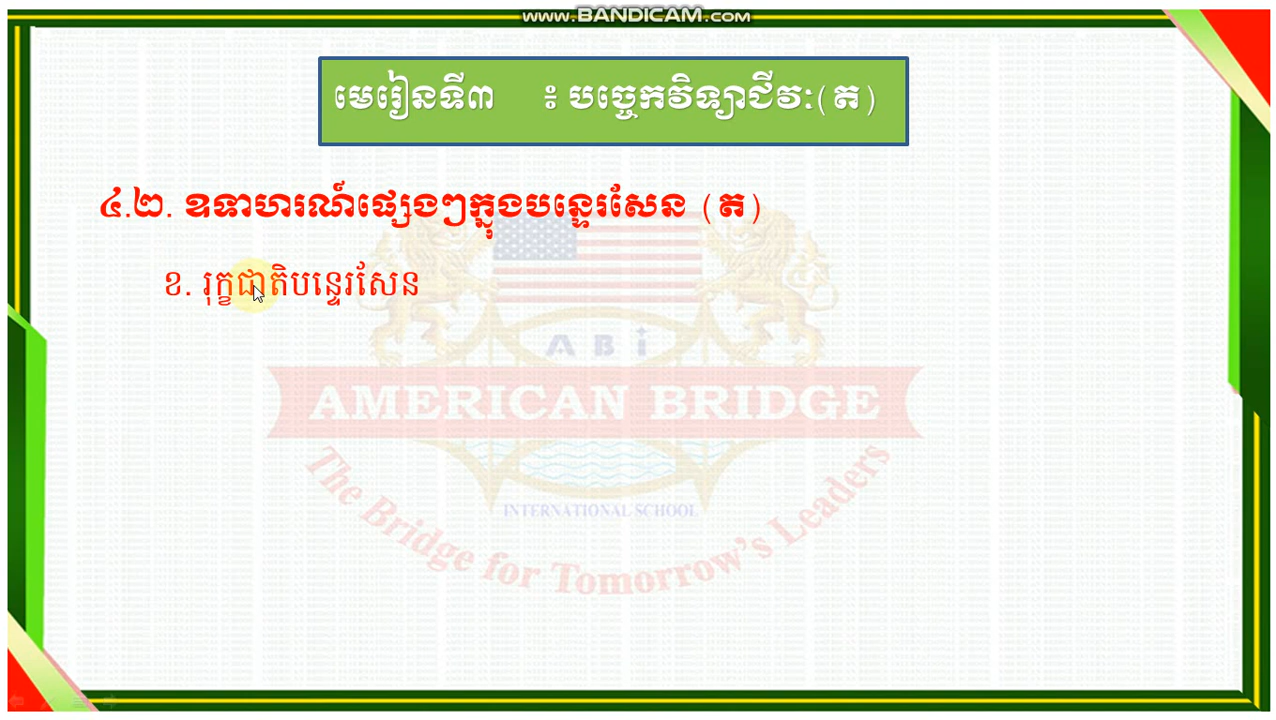 www.BANDICAM.com
មេរៀនទី៣ ៖ បច្ចេកវិទ្យាជីវៈ(ត)
៤.២. ឧទាហរណ៍ផ្សេងៗក្នុងបន្ទេរសែន (ត)
ខ. រុក្ខជាតិបន្ទេរសែន
ABi
AMERICAN BRIDGE
INTERNATIONAL SCHOOL
The Bridge for Tomorrow's Leaders